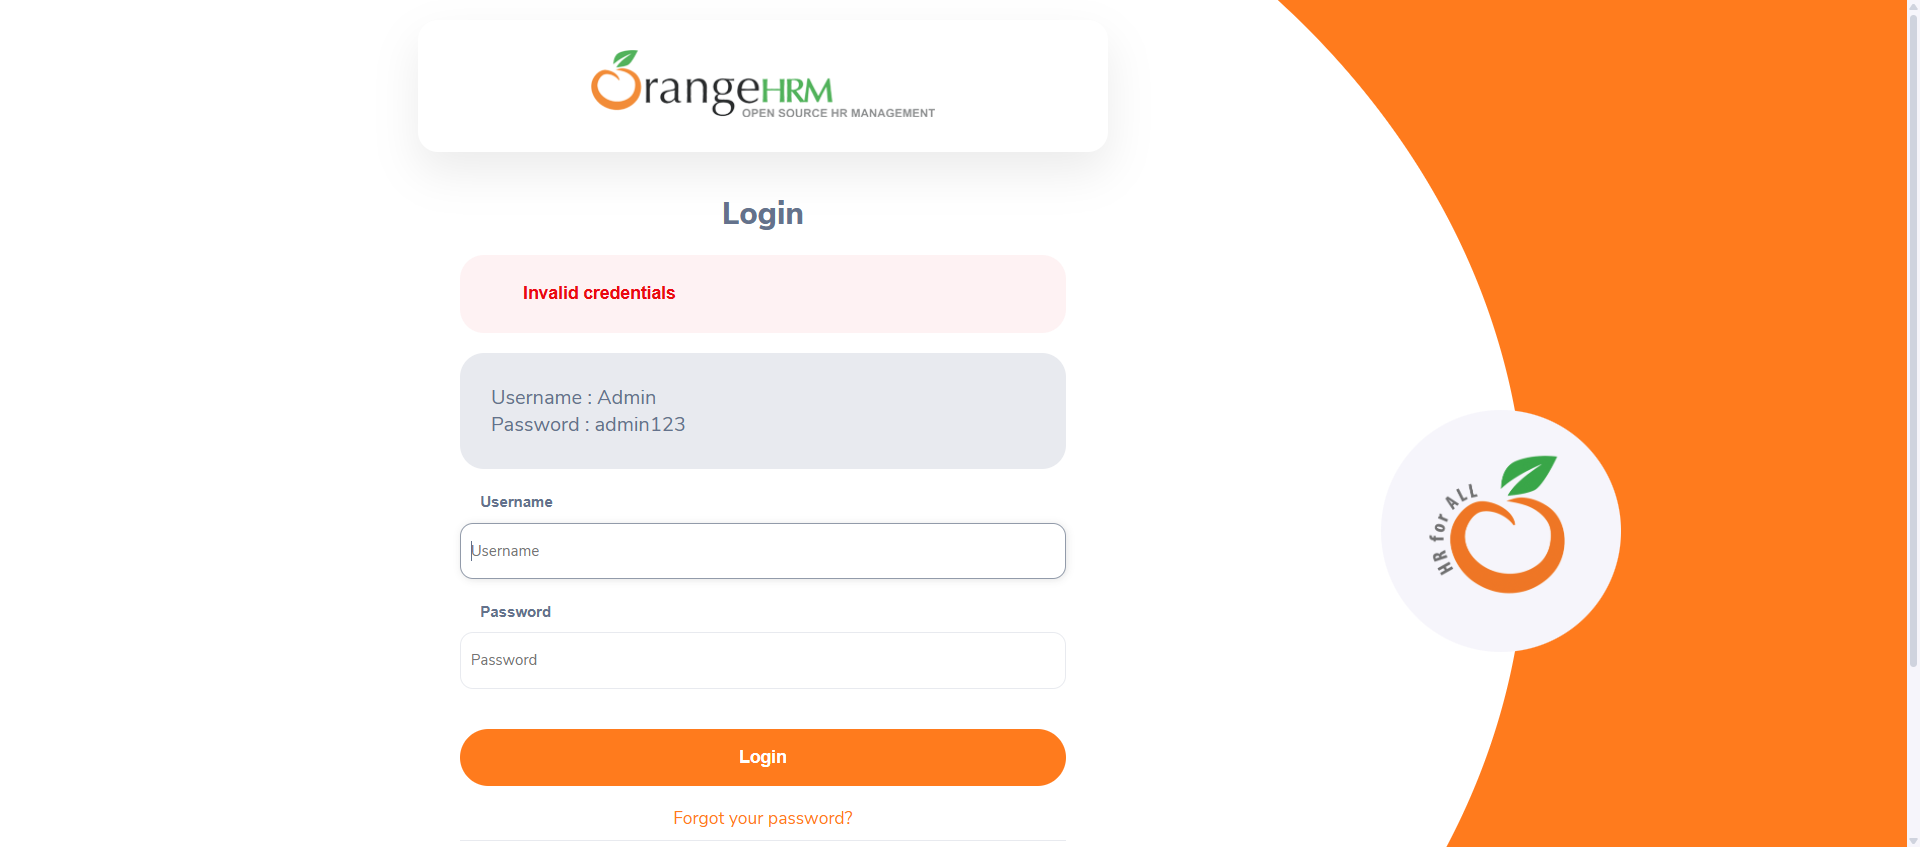 OrangeHRM
OPEN SOURCE HR MANAGEMENT
Login
Invalid credentials
Username : Admin
Password : admin123
Username
Username
Password
Password
Login
Forgot your password?
HR for ALL